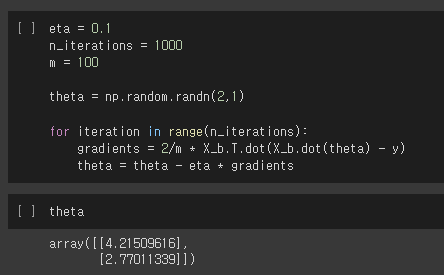 [ ] eta = 0.1
n_iterations = 1000
m = 100
theta = np.random.randn(2,1)
for iteration in range(n_iterations):
gradients = 2/m * X_b.T.dot(X_b.dot(theta) - y)
theta = theta - eta * gradients
[ ] theta
array([[4.21509616],
[2.77011339]])